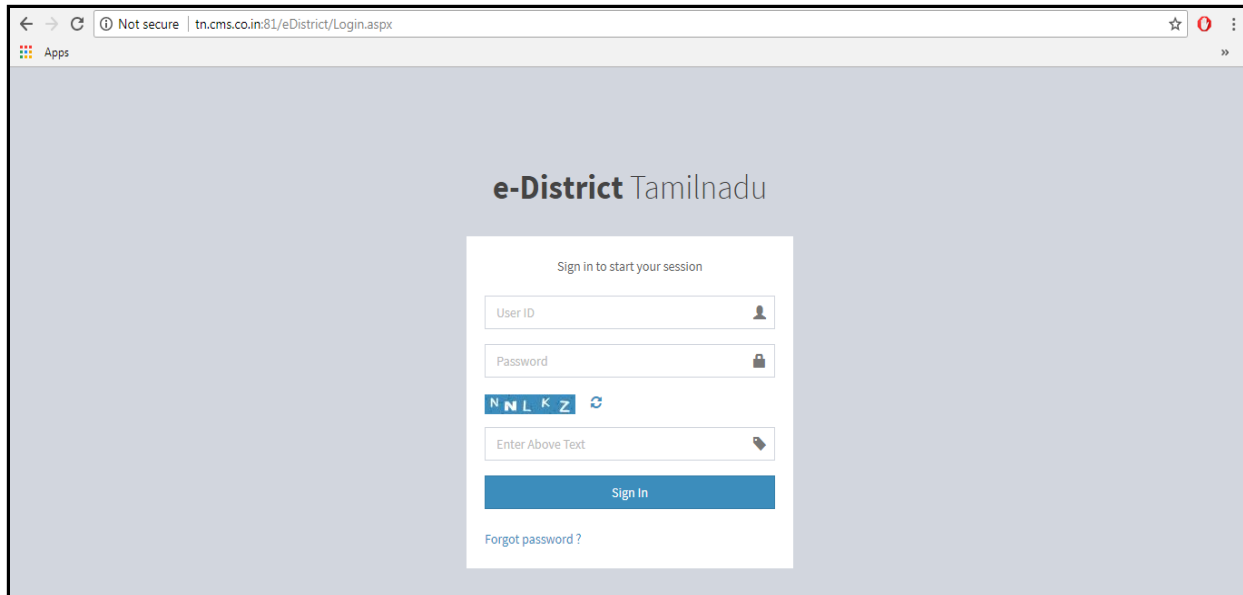 Not secure | tn.cms.co.in:81/eDistrict/Login.aspx
Apps »
e-District Tamilnadu
Sign in to start your session
User ID
Password
N N L K Z
Enter Above Text
Sign In
Forgot password ?